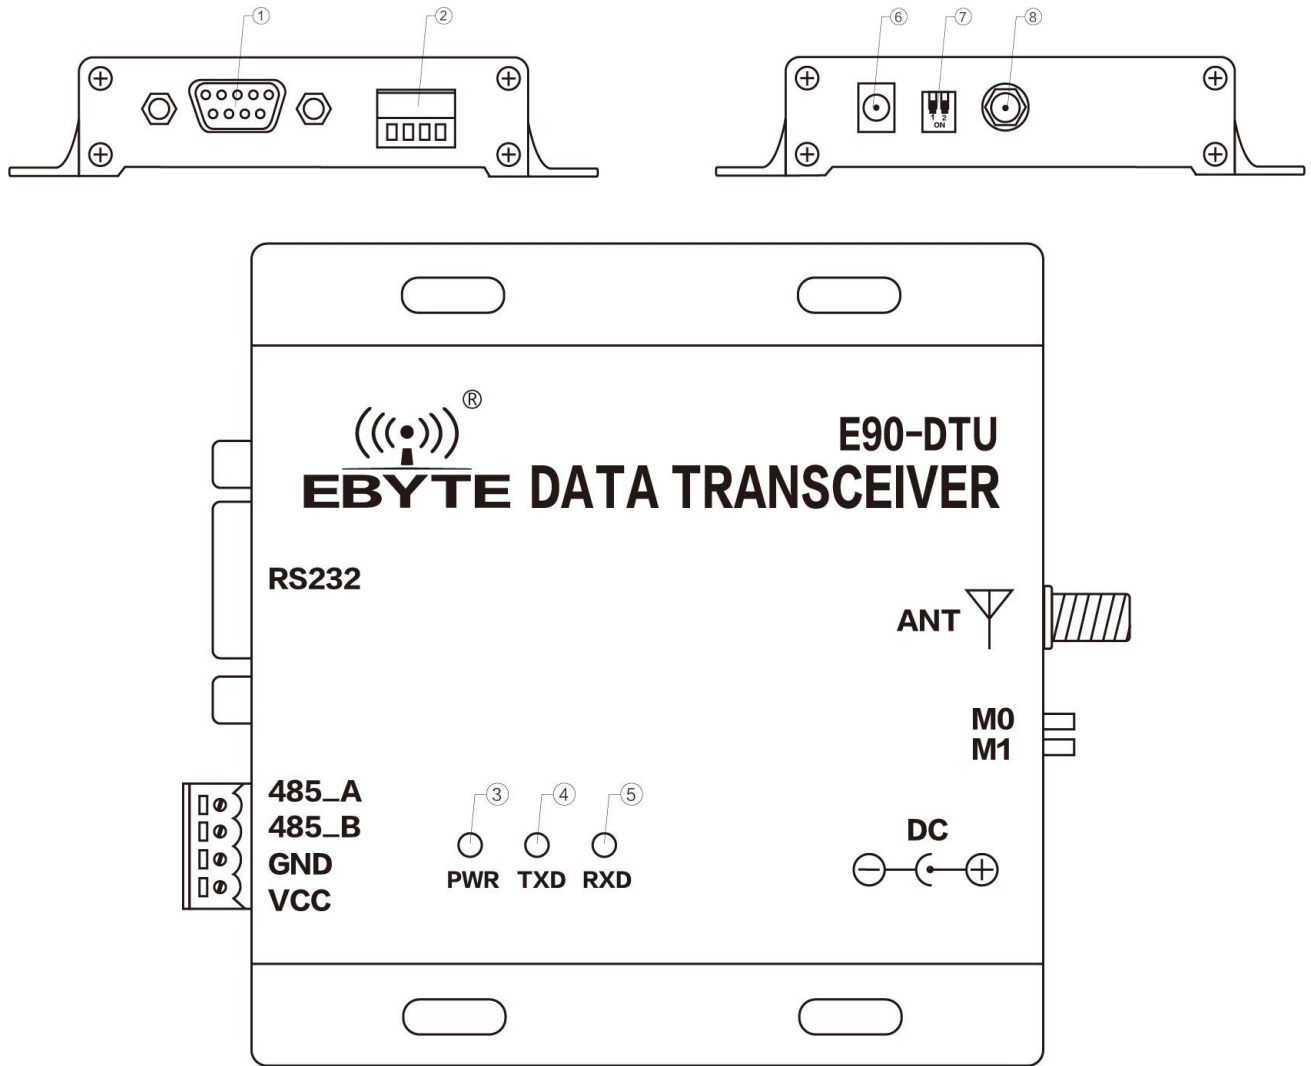 ① ② ⑥ ⑦ ⑧
1 2
ON
®
E90-DTU
EBYTE DATA TRANSCEIVER
RS232
ANT
M0
M1
485_A
485_B
GND
VCC
③ ④ ⑤
PWR TXD RXD
DC